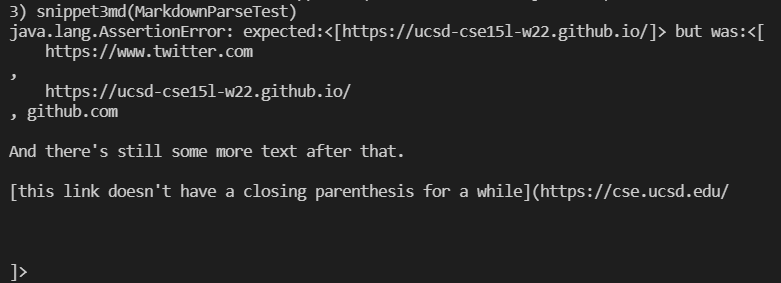 3) snippet3md(MarkdownParseTest)
java.lang.AssertionError: expected:<[https://ucsd-cse15l-w22.github.io/]> but was:<[
    https://www.twitter.com
,
    https://ucsd-cse15l-w22.github.io/
, github.com

And there's still some more text after that.

[this link doesn't have a closing parenthesis for a while](https://cse.ucsd.edu/



]>